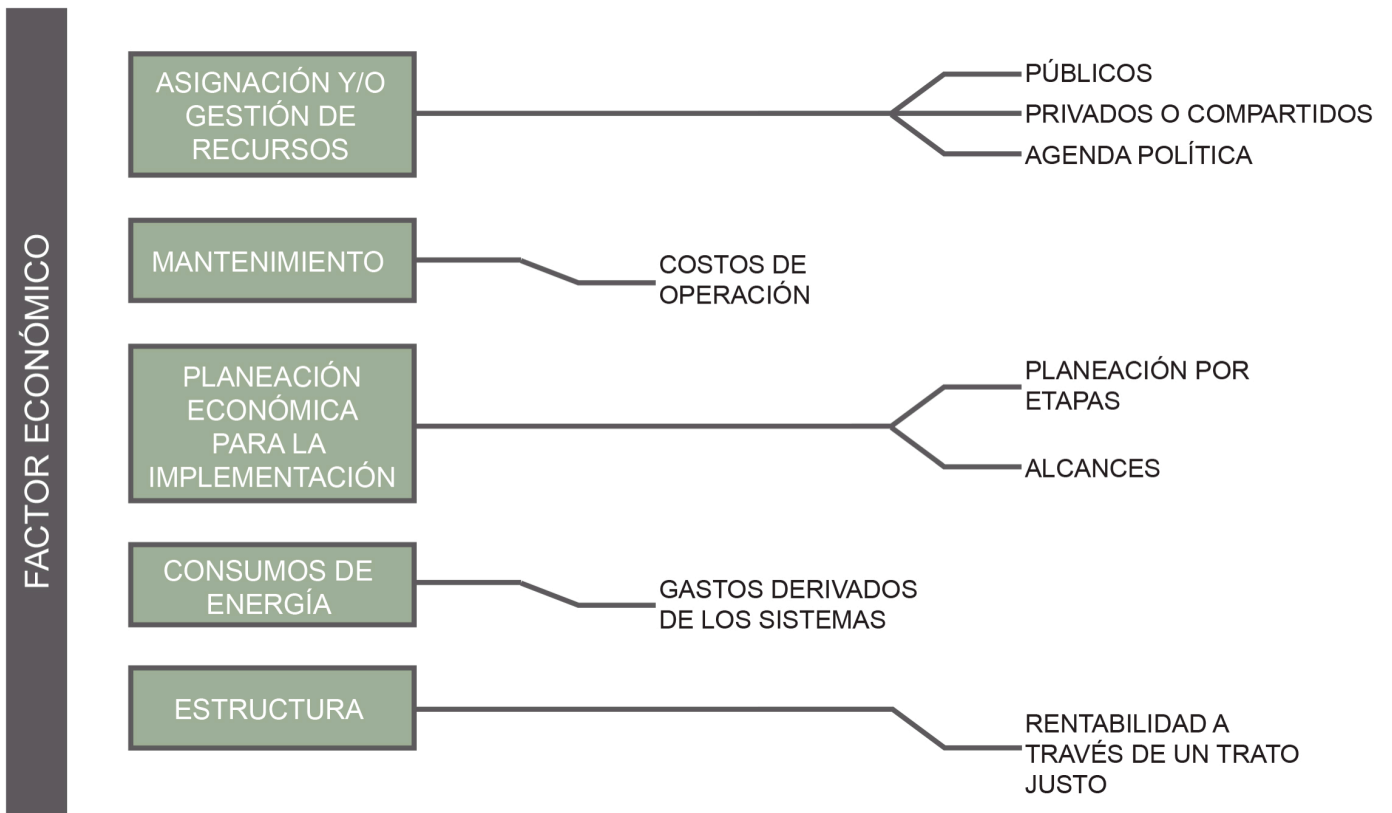 FACTOR ECONÓMICO
ASIGNACIÓN Y/O
GESTIÓN DE
RECURSOS
PÚBLICOS
PRIVADOS O COMPARTIDOS
AGENDA POLÍTICA
MANTENIMIENTO
COSTOS DE
OPERACIÓN
PLANEACIÓN
ECONÓMICA
PARA LA
IMPLEMENTACIÓN
PLANEACIÓN POR
ETAPAS
ALCANCES
CONSUMOS DE
ENERGÍA
GASTOS DERIVADOS
DE LOS SISTEMAS
ESTRUCTURA
RENTABILIDAD A
TRAVÉS DE UN TRATO
JUSTO